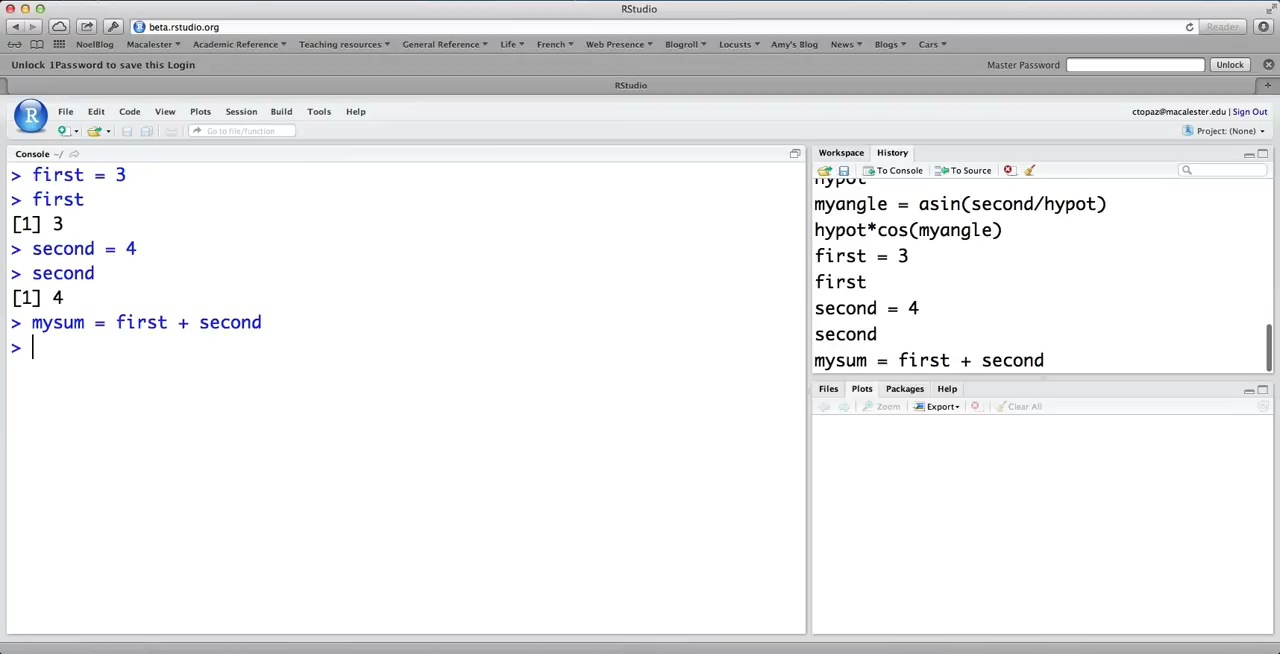 RStudio
beta.rstudio.org
Reader
NoelBlog Macalester Academic Reference Teaching resources General Reference Life French Web Presence Blogroll Locusts Amy's Blog News Blogs Cars
Unlock 1Password to save this Login
Master Password
Unlock
RStudio
R
File Edit Code View Plots Session Build Tools Help
ctopaz@macalester.edu | Sign Out
Go to file/function
Project: (None)
Console ~/
> first = 3
> first
[1] 3
> second = 4
> second
[1] 4
> mysum = first + second
>
Workspace History
To Console To Source
hypot
myangle = asin(second/hypot)
hypot*cos(myangle)
first = 3
first
second = 4
second
mysum = first + second
Files Plots Packages Help
Zoom Export Clear All